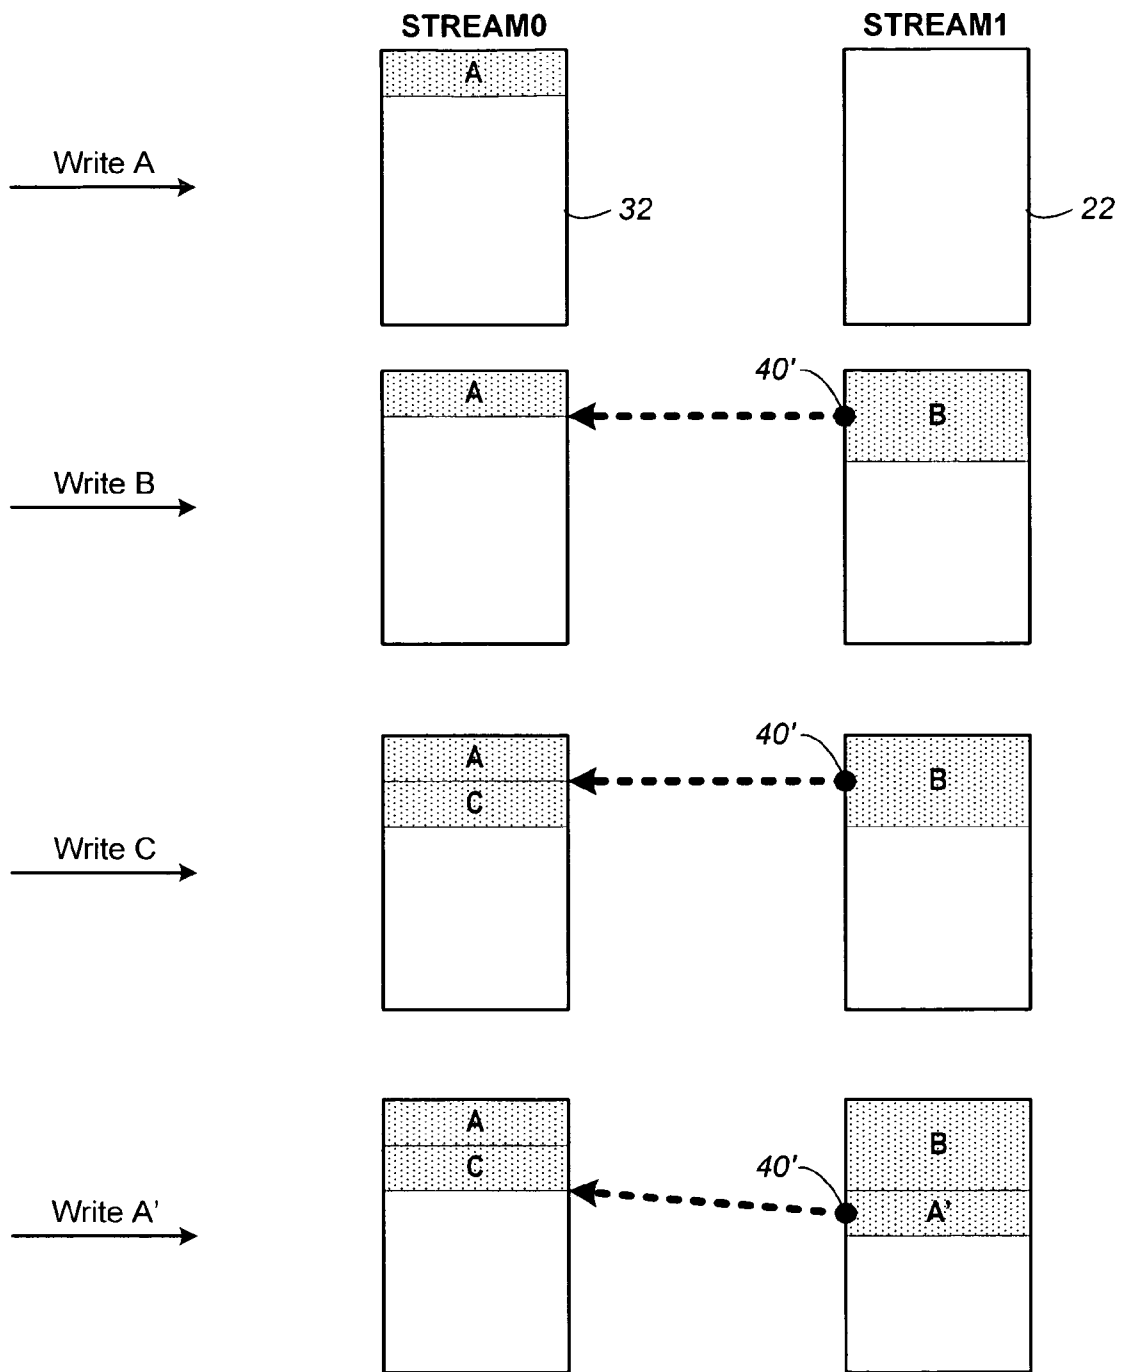 STREAM0 STREAM1
A
Write A
32 22
40'
A B
Write B
40'
A B
C
Write C
A
B
C 40'
Write A' A'